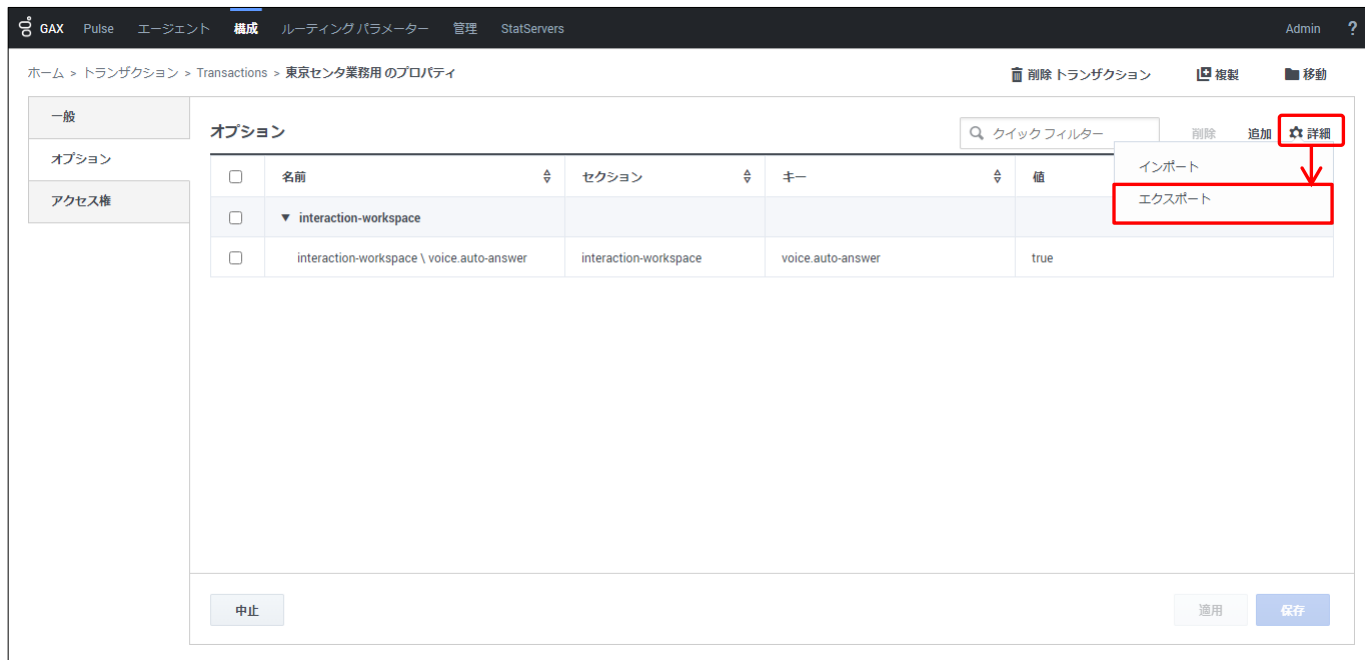 GAX Pulse エージェント 構成 ルーティング パラメーター 管理 StatServers Admin ?
ホーム > トランザクション > Transactions > 東京センタ業務用 のプロパティ 削除 トランザクション 複製 移動
一般
オプション
アクセス権
オプション クイック フィルター 削除 追加 詳細
インポート
エクスポート
名前 セクション キー 値
▼ interaction-workspace
interaction-workspace \ voice.auto-answer interaction-workspace voice.auto-answer true
中止 適用 保存